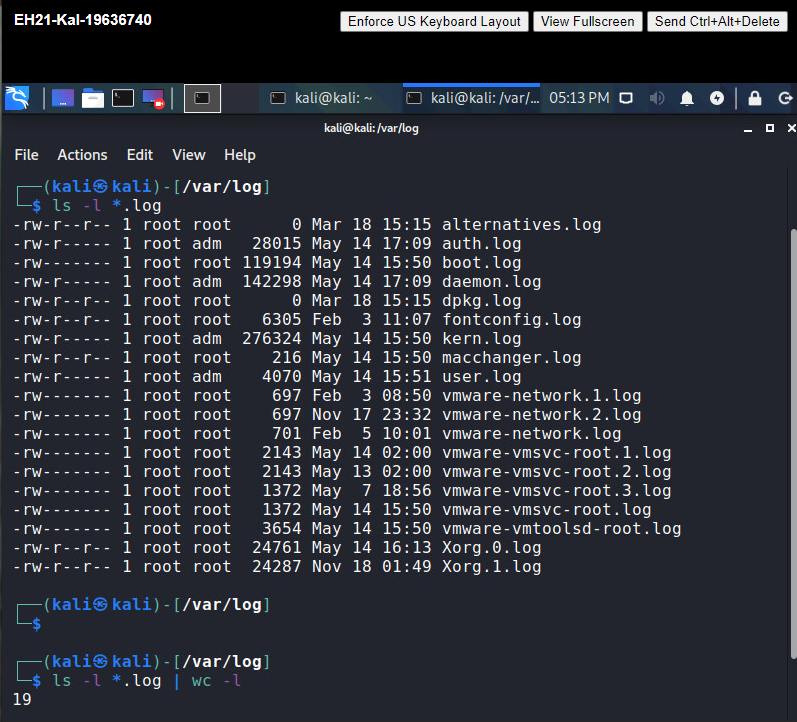 EH21-Kal-19636740
Enforce US Keyboard Layout View Fullscreen Send Ctrl+Alt+Delete
kali@kali: ~ kali@kali: /var/... 05:13 PM
kali@kali: /var/log
File Actions Edit View Help
┌──(kali㉿kali)-[/var/log]
└─$ ls -l *.log
-rw-r--r-- 1 root root      0 Mar 18 15:15 alternatives.log
-rw-r----- 1 root adm   28015 May 14 17:09 auth.log
-rw------- 1 root root 119194 May 14 15:50 boot.log
-rw-r----- 1 root adm  142298 May 14 17:09 daemon.log
-rw-r--r-- 1 root root      0 Mar 18 15:15 dpkg.log
-rw-r--r-- 1 root root   6305 Feb  3 11:07 fontconfig.log
-rw-r----- 1 root adm  276324 May 14 15:50 kern.log
-rw-r--r-- 1 root root    216 May 14 15:50 macchanger.log
-rw-r----- 1 root adm    4070 May 14 15:51 user.log
-rw------- 1 root root    697 Feb  3 08:50 vmware-network.1.log
-rw------- 1 root root    697 Nov 17 23:32 vmware-network.2.log
-rw------- 1 root root    701 Feb  5 10:01 vmware-network.log
-rw------- 1 root root   2143 May 14 02:00 vmware-vmsvc-root.1.log
-rw------- 1 root root   2143 May 13 02:00 vmware-vmsvc-root.2.log
-rw------- 1 root root   1372 May  7 18:56 vmware-vmsvc-root.3.log
-rw------- 1 root root   1372 May 14 15:50 vmware-vmsvc-root.log
-rw------- 1 root root   3654 May 14 15:50 vmware-vmtoolsd-root.log
-rw-r--r-- 1 root root  24761 May 14 16:13 Xorg.0.log
-rw-r--r-- 1 root root  24287 Nov 18 01:49 Xorg.1.log
┌──(kali㉿kali)-[/var/log]
└─$
┌──(kali㉿kali)-[/var/log]
└─$ ls -l *.log | wc -l
19